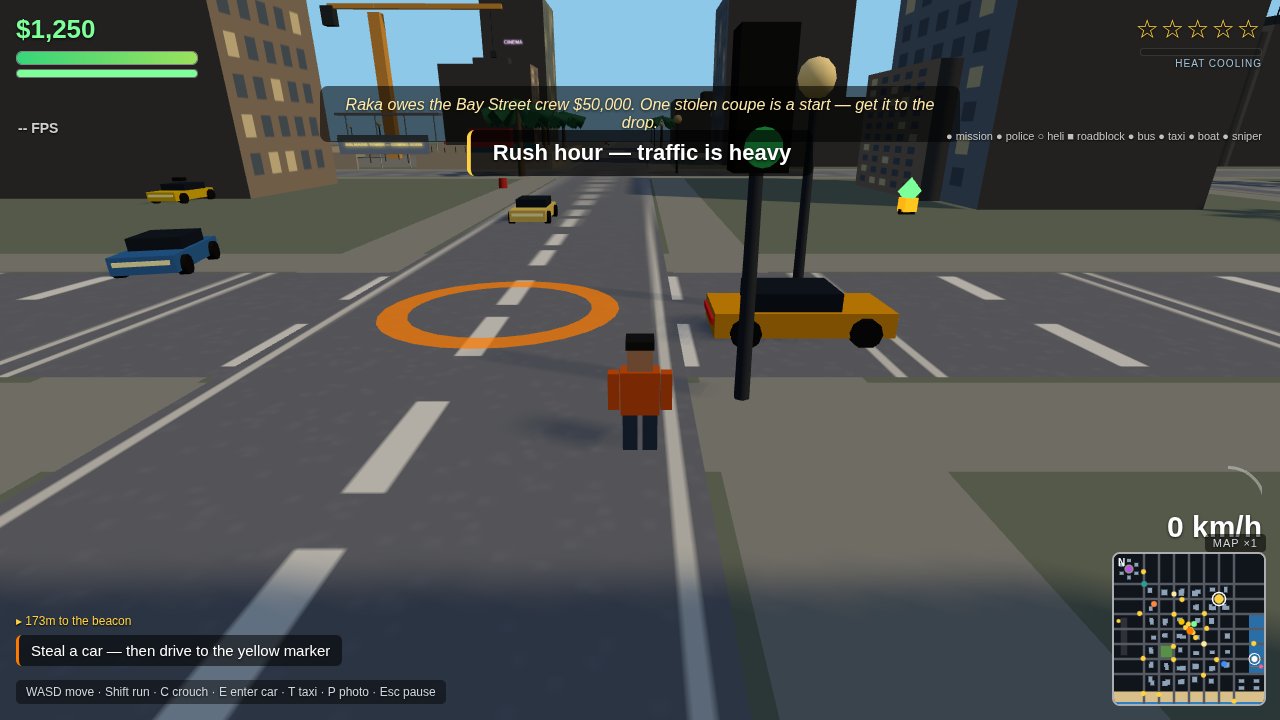 $1,250
☆☆☆☆☆
HEAT COOLING
CINEMA
Raka owes the Bay Street crew $50,000. One stolen coupe is a start — get it to the
drop.
-- FPS
● mission ● police ○ heli ■ roadblock ● bus ● taxi ● boat ● sniper
Rush hour — traffic is heavy
0 km/h
MAP ×1
N
▸ 173m to the beacon
Steal a car — then drive to the yellow marker
WASD move · Shift run · C crouch · E enter car · T taxi · P photo · Esc pause